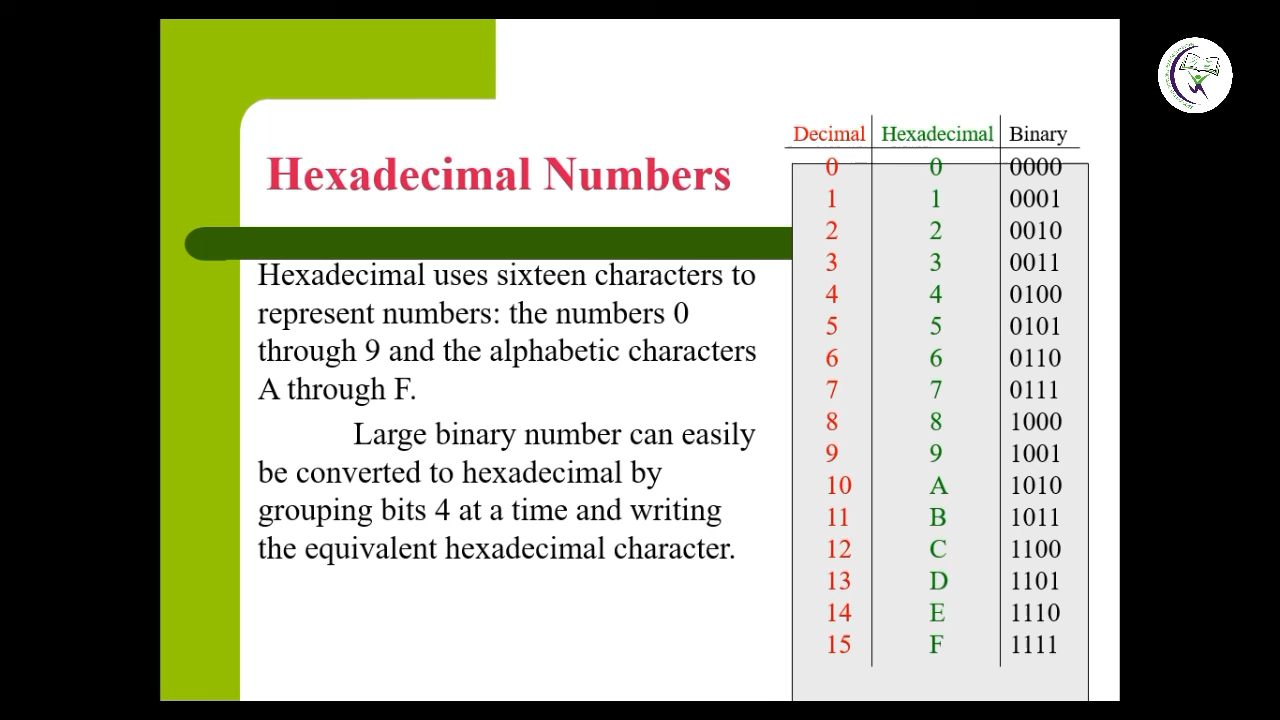 Hexadecimal Numbers
Hexadecimal uses sixteen characters to
represent numbers: the numbers 0
through 9 and the alphabetic characters
A through F.
Large binary number can easily
be converted to hexadecimal by
grouping bits 4 at a time and writing
the equivalent hexadecimal character.
Decimal Hexadecimal Binary
0 0 0000
1 1 0001
2 2 0010
3 3 0011
4 4 0100
5 5 0101
6 6 0110
7 7 0111
8 8 1000
9 9 1001
10 A 1010
11 B 1011
12 C 1100
13 D 1101
14 E 1110
15 F 1111